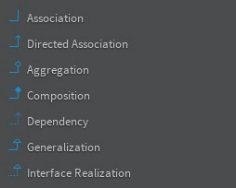 Association
Directed Association
Aggregation
Composition
Dependency
Generalization
Interface Realization